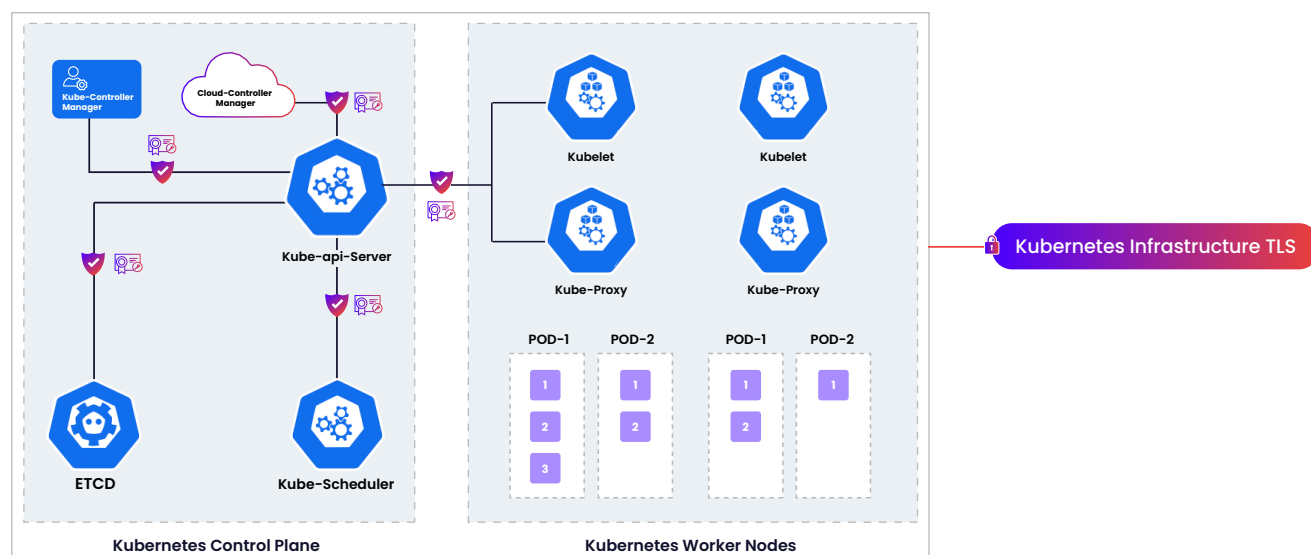 Kube-Controller
Manager
Cloud-Controller
Manager
Kube-api-Server
ETCD
Kube-Scheduler
Kubernetes Control Plane
Kubelet
Kubelet
Kube-Proxy
Kube-Proxy
POD-1
POD-2
POD-1
POD-2
1
2
3
1
2
1
2
1
Kubernetes Worker Nodes
Kubernetes Infrastructure TLS